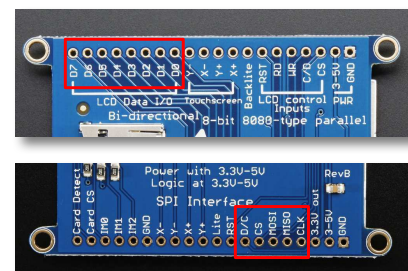 D7 D6 D5 D4 D3 D2 D1 D0 Y- X- Y+ X+ Backlite RST RD WR C/D CS 3-5V GND
LCD Data I/O Touchscreen LCD control PWR
Bi-directional Inputs
8-bit 8080-type parallel
Power with 3.3V-5V
Logic at 3.3V-5V
RevB
SPI Interface
Card Detect Card CS IM0 IM1 IM2 GND X- Y- X+ Y+ Lite RST D/C CS MOSI MISO CLK 3.3V out 3-5V GND